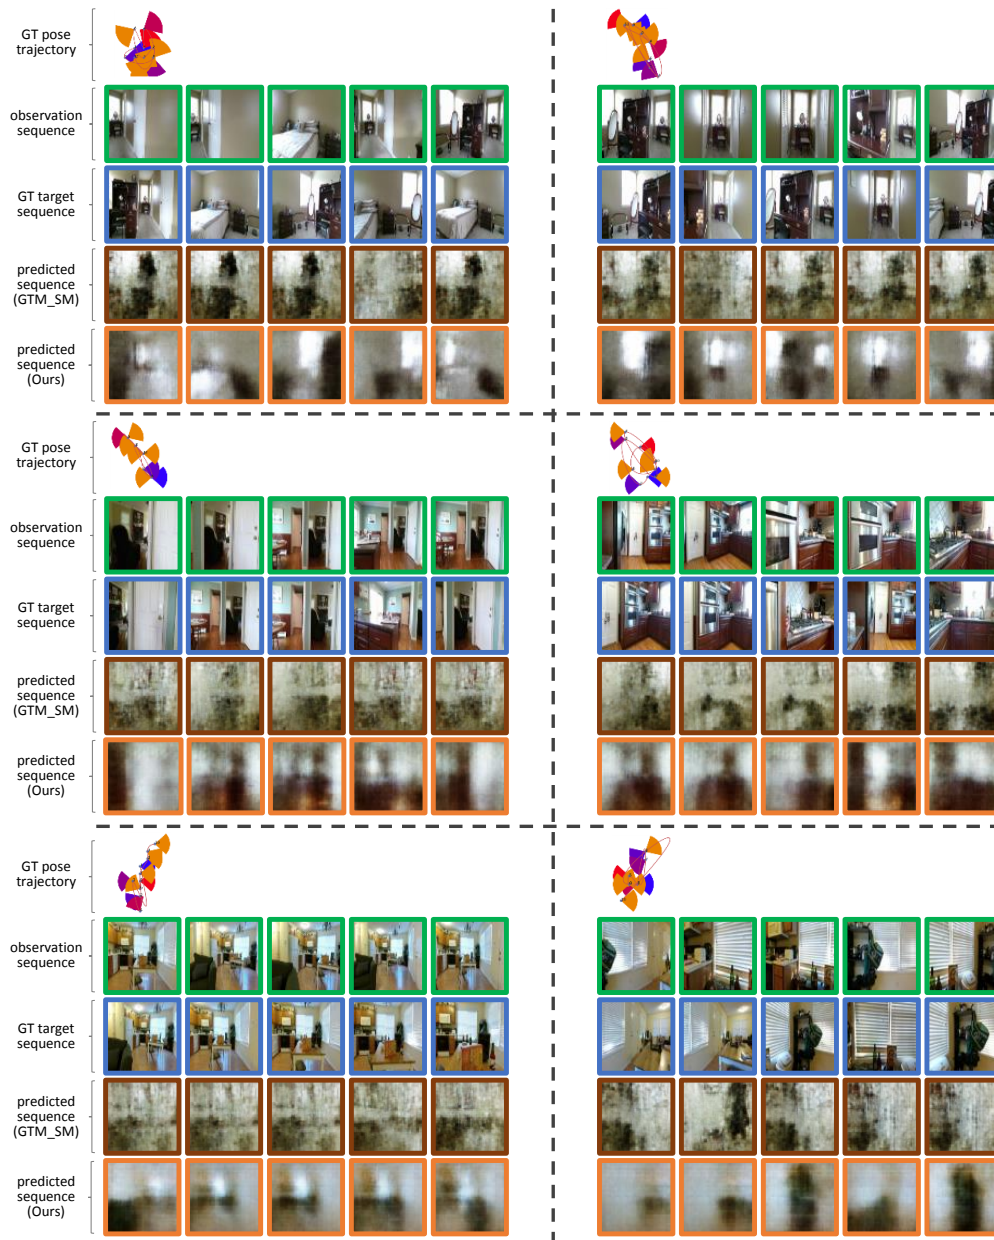 GT pose
trajectory
observation
sequence
GT target
sequence
predicted
sequence
(GTM_SM)
predicted
sequence
(Ours)
GT pose
trajectory
observation
sequence
GT target
sequence
predicted
sequence
(GTM_SM)
predicted
sequence
(Ours)
GT pose
trajectory
observation
sequence
GT target
sequence
predicted
sequence
(GTM_SM)
predicted
sequence
(Ours)